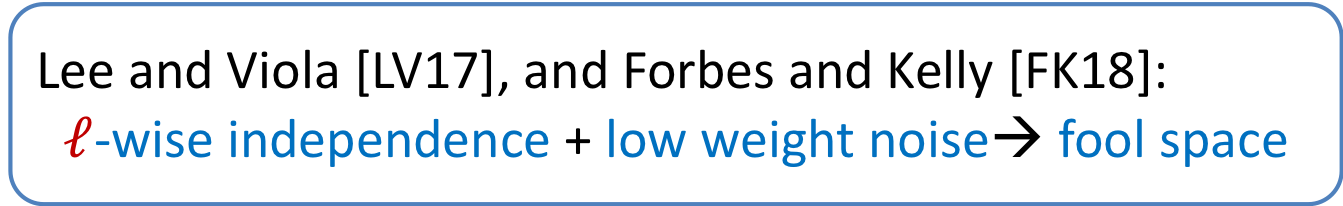 Lee and Viola [LV17], and Forbes and Kelly [FK18]:
ℓ-wise independence + low weight noise→ fool space